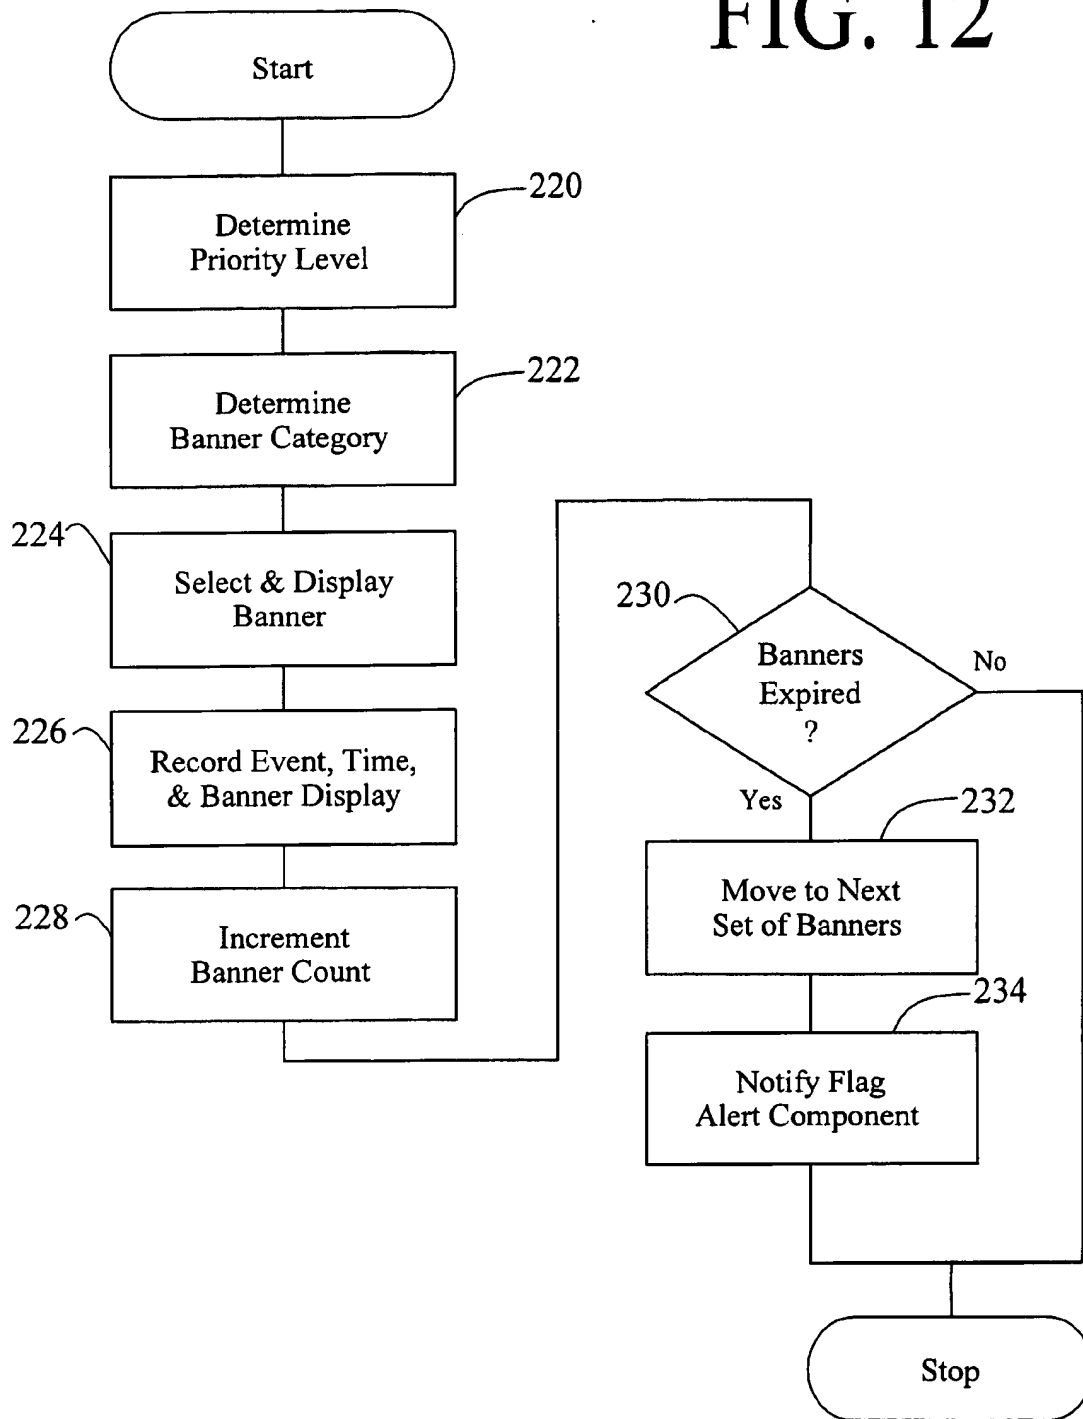 FIG. 12
Start
220
Determine
Priority Level
222
Determine
Banner Category
224
Select & Display
Banner
226
Record Event, Time,
& Banner Display
228
Increment
Banner Count
230
Banners
Expired
?
No
Yes
232
Move to Next
Set of Banners
234
Notify Flag
Alert Component
Stop